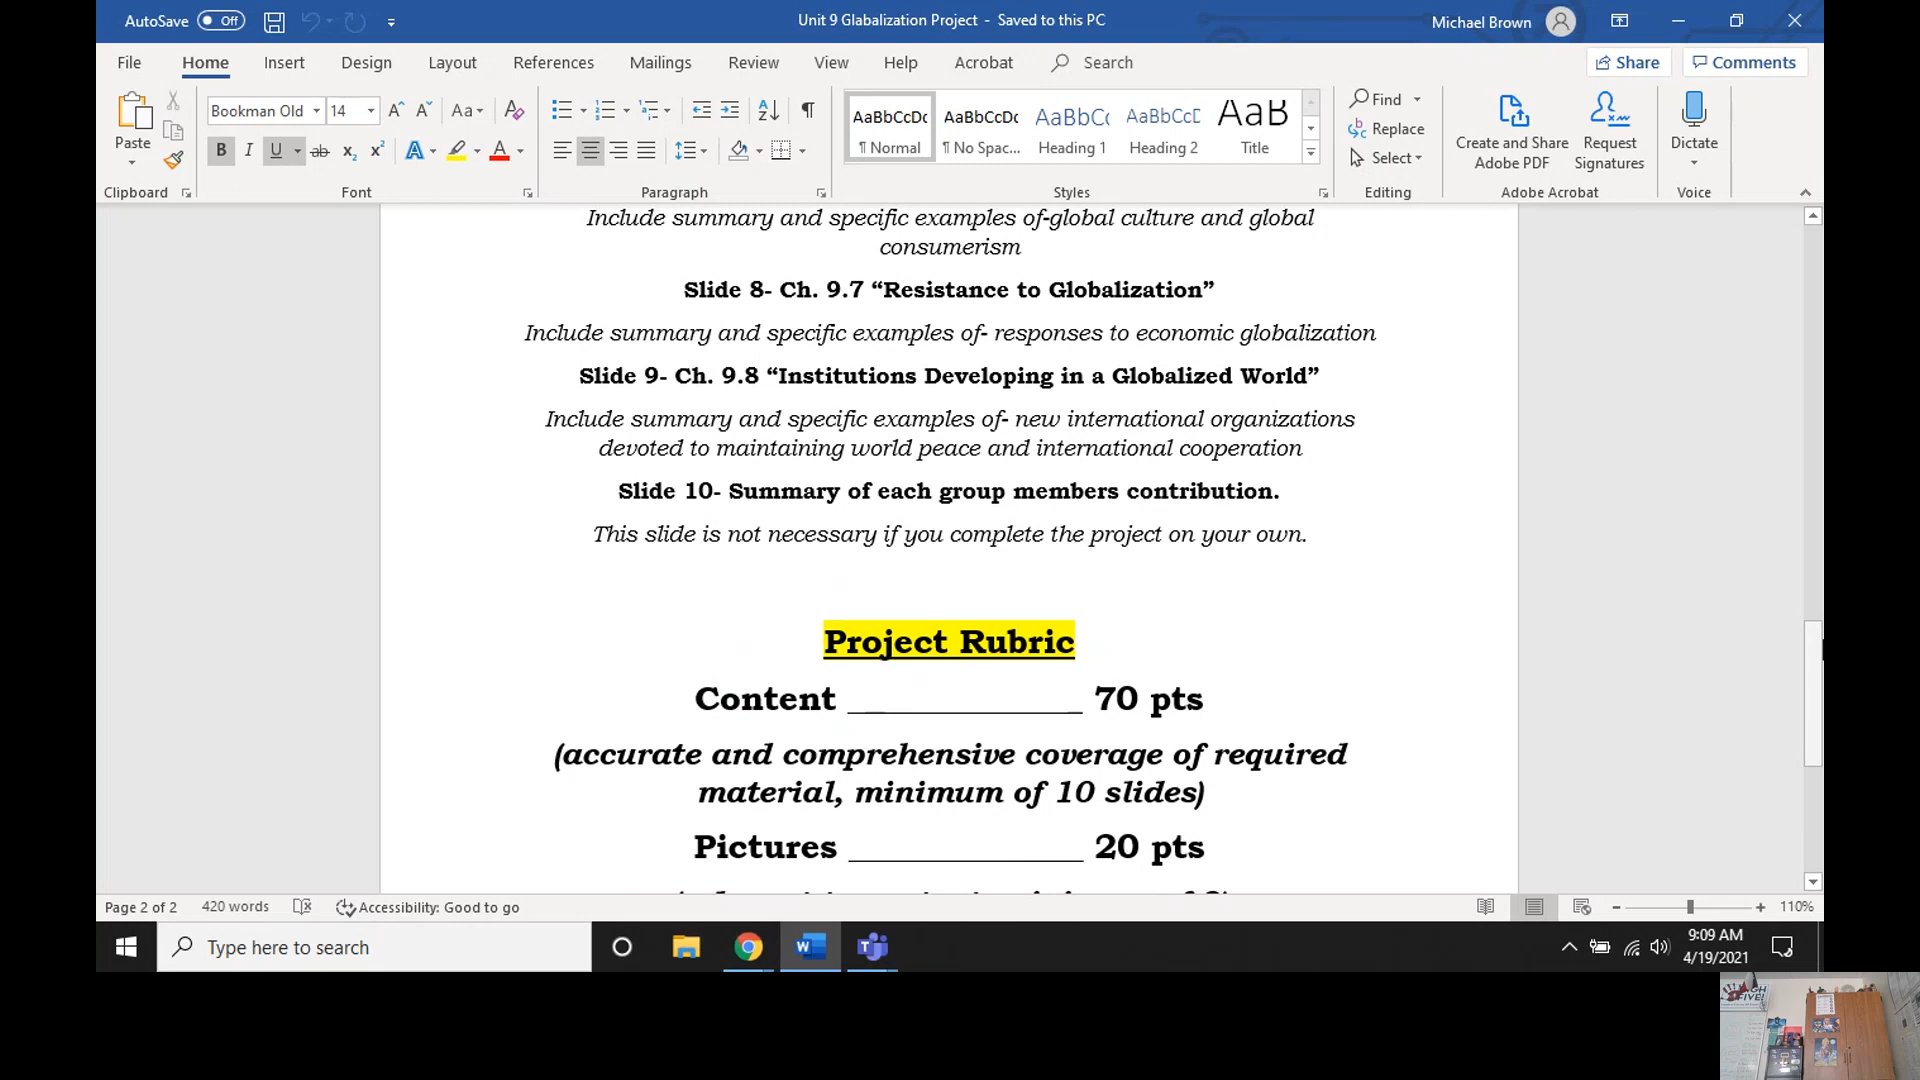 AutoSave Off Unit 9 Glabalization Project - Saved to this PC Michael Brown
File Home Insert Design Layout References Mailings Review View Help Acrobat Search Share Comments
Paste
Clipboard
Bookman Old 14
Aa
B I U ab x₂ x²
Font
Paragraph
AaBbCcDc AaBbCcDc AaBbCc AaBbCcD AaB
¶ Normal ¶ No Spac... Heading 1 Heading 2 Title
Styles
Find
Replace
Select
Editing
Create and Share
Adobe PDF
Request
Signatures
Adobe Acrobat
Dictate
Voice
Include summary and specific examples of-global culture and global
consumerism
Slide 8- Ch. 9.7 “Resistance to Globalization”
Include summary and specific examples of- responses to economic globalization
Slide 9- Ch. 9.8 “Institutions Developing in a Globalized World”
Include summary and specific examples of- new international organizations
devoted to maintaining world peace and international cooperation
Slide 10- Summary of each group members contribution.
This slide is not necessary if you complete the project on your own.
Project Rubric
Content _____________ 70 pts
(accurate and comprehensive coverage of required
material, minimum of 10 slides)
Pictures _____________ 20 pts
Page 2 of 2 420 words Accessibility: Good to go 110%
Type here to search
9:09 AM
4/19/2021